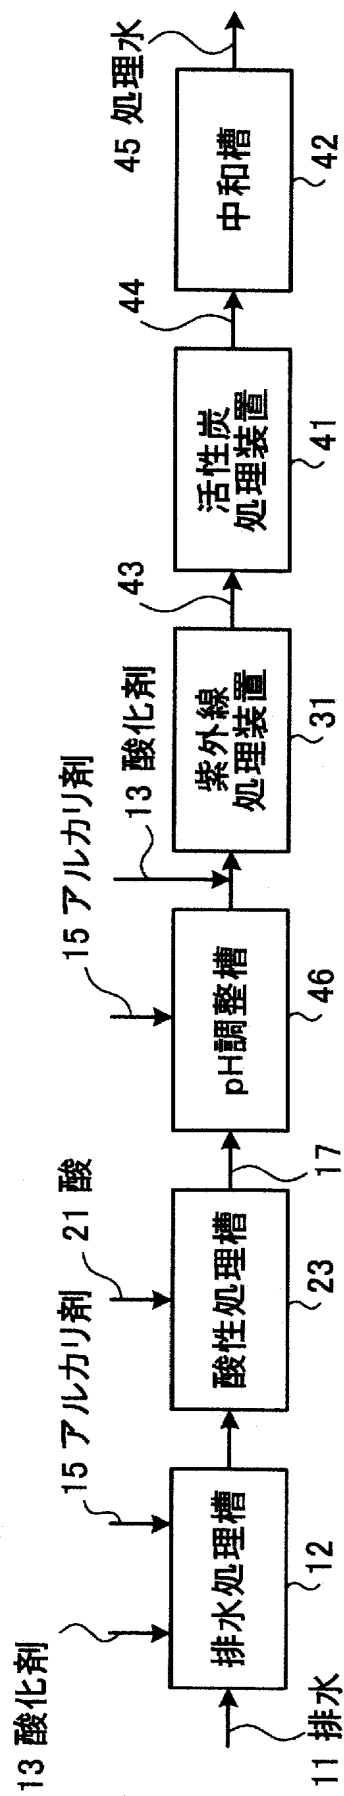 13 酸化剤
15 アルカリ剤
21 酸
15 アルカリ剤
13 酸化剤
43
44
45 処理水
排水処理槽
酸性処理槽
pH調整槽
紫外線
処理装置
活性炭
処理装置
中和槽
11 排水
12
23
17
46
31
41
42